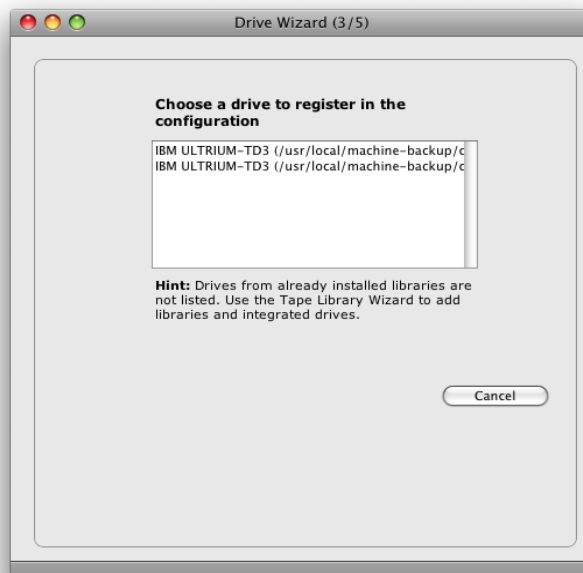 Drive Wizard (3/5)
Choose a drive to register in the
configuration
IBM ULTRIUM-TD3 (/usr/local/machine-backup/c
IBM ULTRIUM-TD3 (/usr/local/machine-backup/c
Hint: Drives from already installed libraries are
not listed. Use the Tape Library Wizard to add
libraries and integrated drives.
Cancel